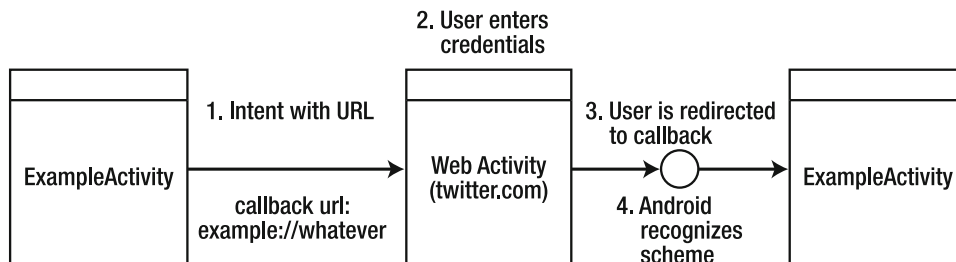 2. User enters
credentials
1. Intent with URL
3. User is redirected
to callback
ExampleActivity
Web Activity
(twitter.com)
ExampleActivity
callback url:
example://whatever
4. Android
recognizes
scheme